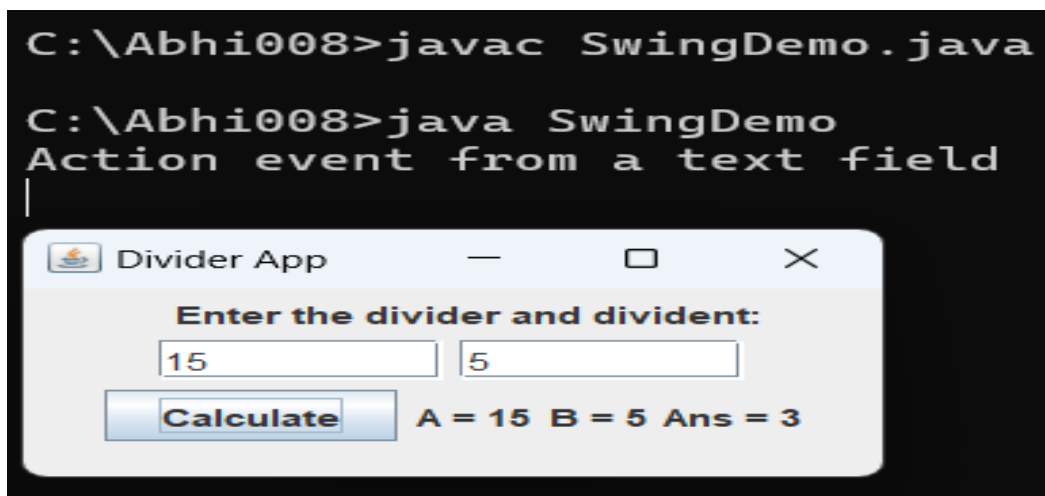 C:\Abhi008>javac SwingDemo.java
C:\Abhi008>java SwingDemo
Action event from a text field
Divider App
Enter the divider and divident:
15 5
Calculate A = 15 B = 5 Ans = 3